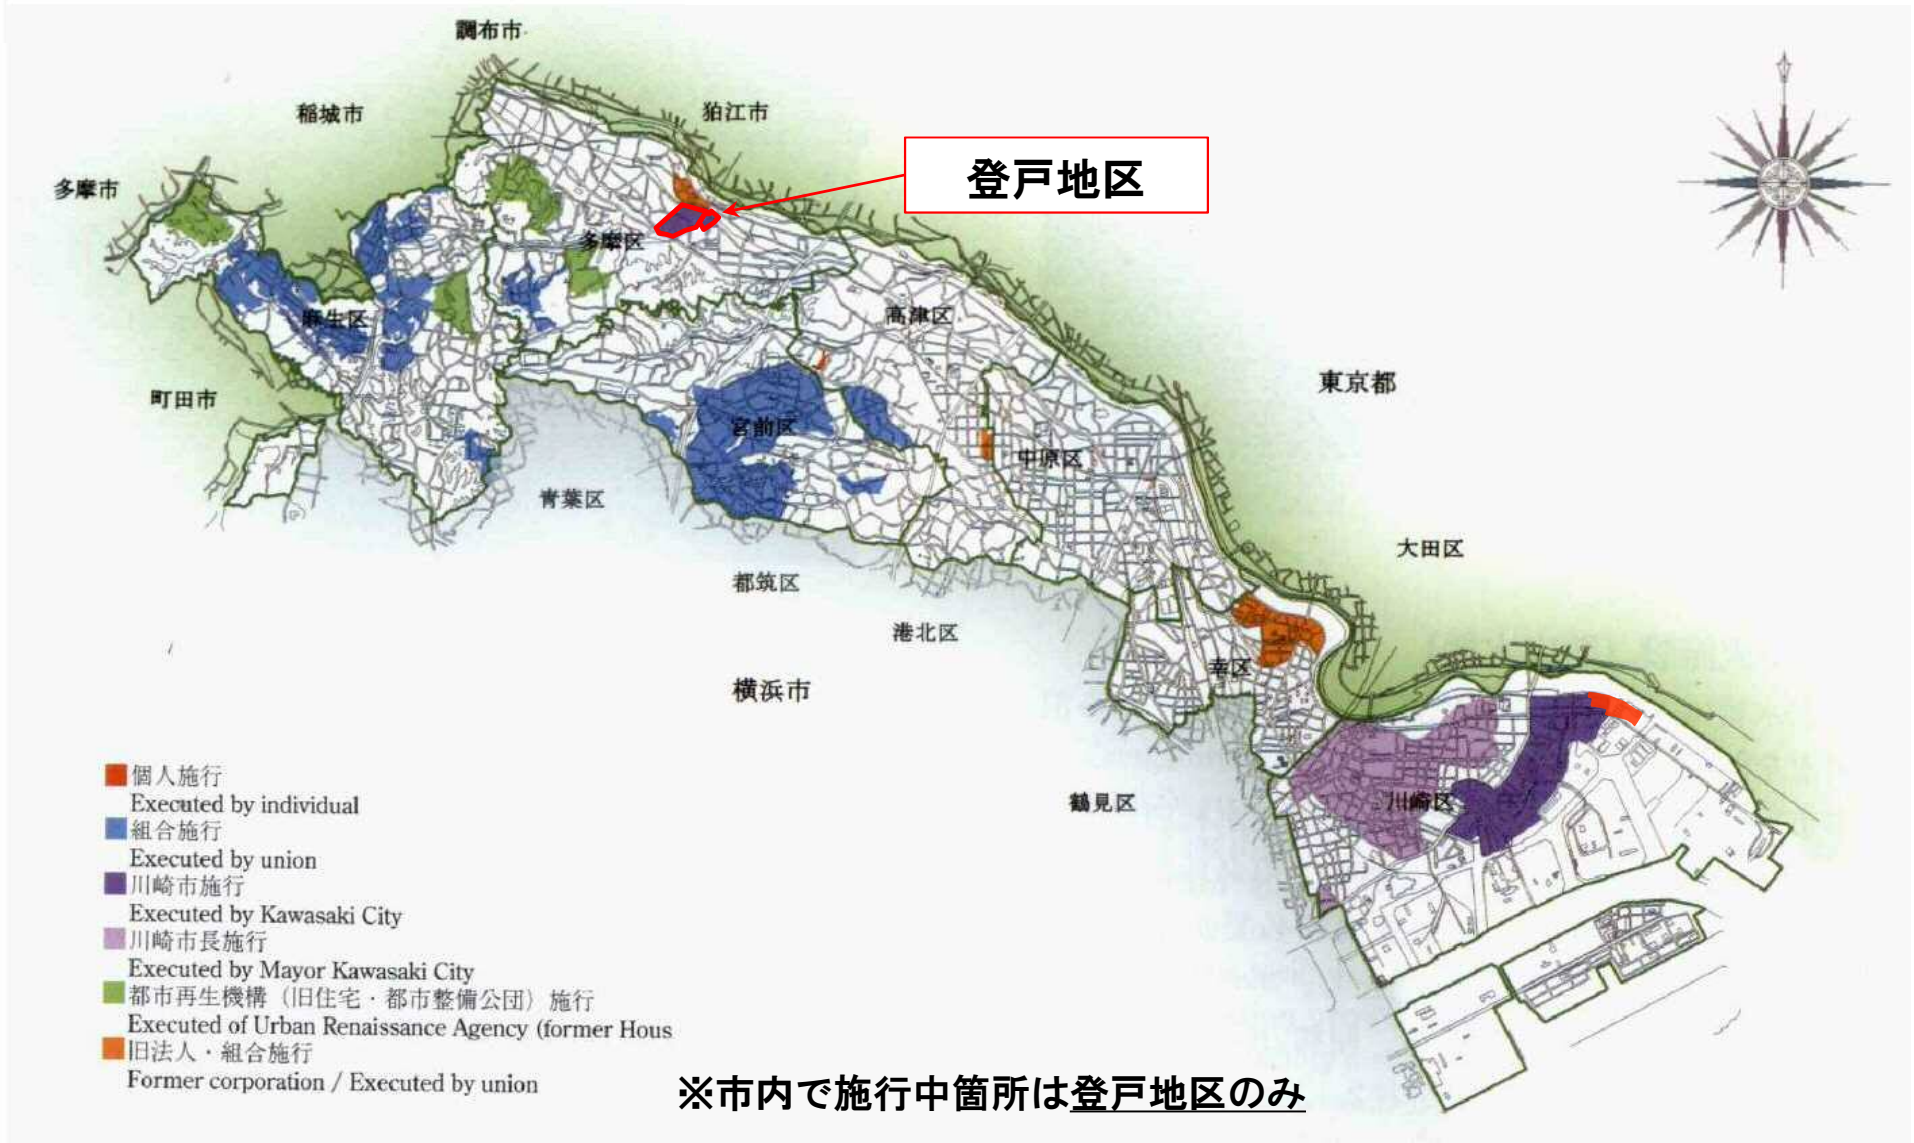 調布市
稲城市
狛江市
多摩市
登戸地区
多摩区
高津区
麻生区
東京都
町田市
宮前区
中原区
青葉区
大田区
都筑区
港北区
幸区
横浜市
鶴見区
川崎区
個人施行
Executed by individual
組合施行
Executed by union
川崎市施行
Executed by Kawasaki City
川崎市長施行
Executed by Mayor Kawasaki City
都市再生機構（旧住宅・都市整備公団）施行
Executed of Urban Renaissance Agency (former Hous
旧法人・組合施行
Former corporation / Executed by union
※市内で施行中箇所は登戸地区のみ